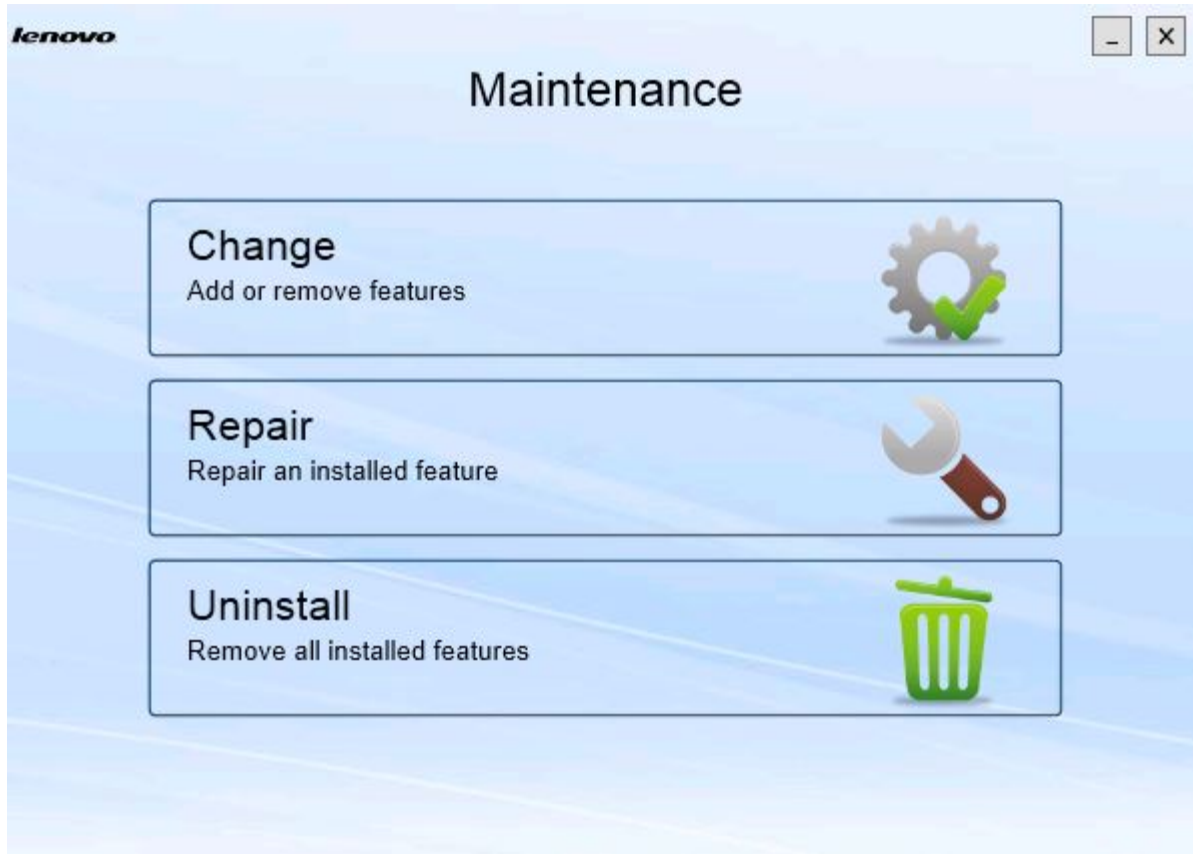 lenovo
Maintenance
Change
Add or remove features
Repair
Repair an installed feature
Uninstall
Remove all installed features